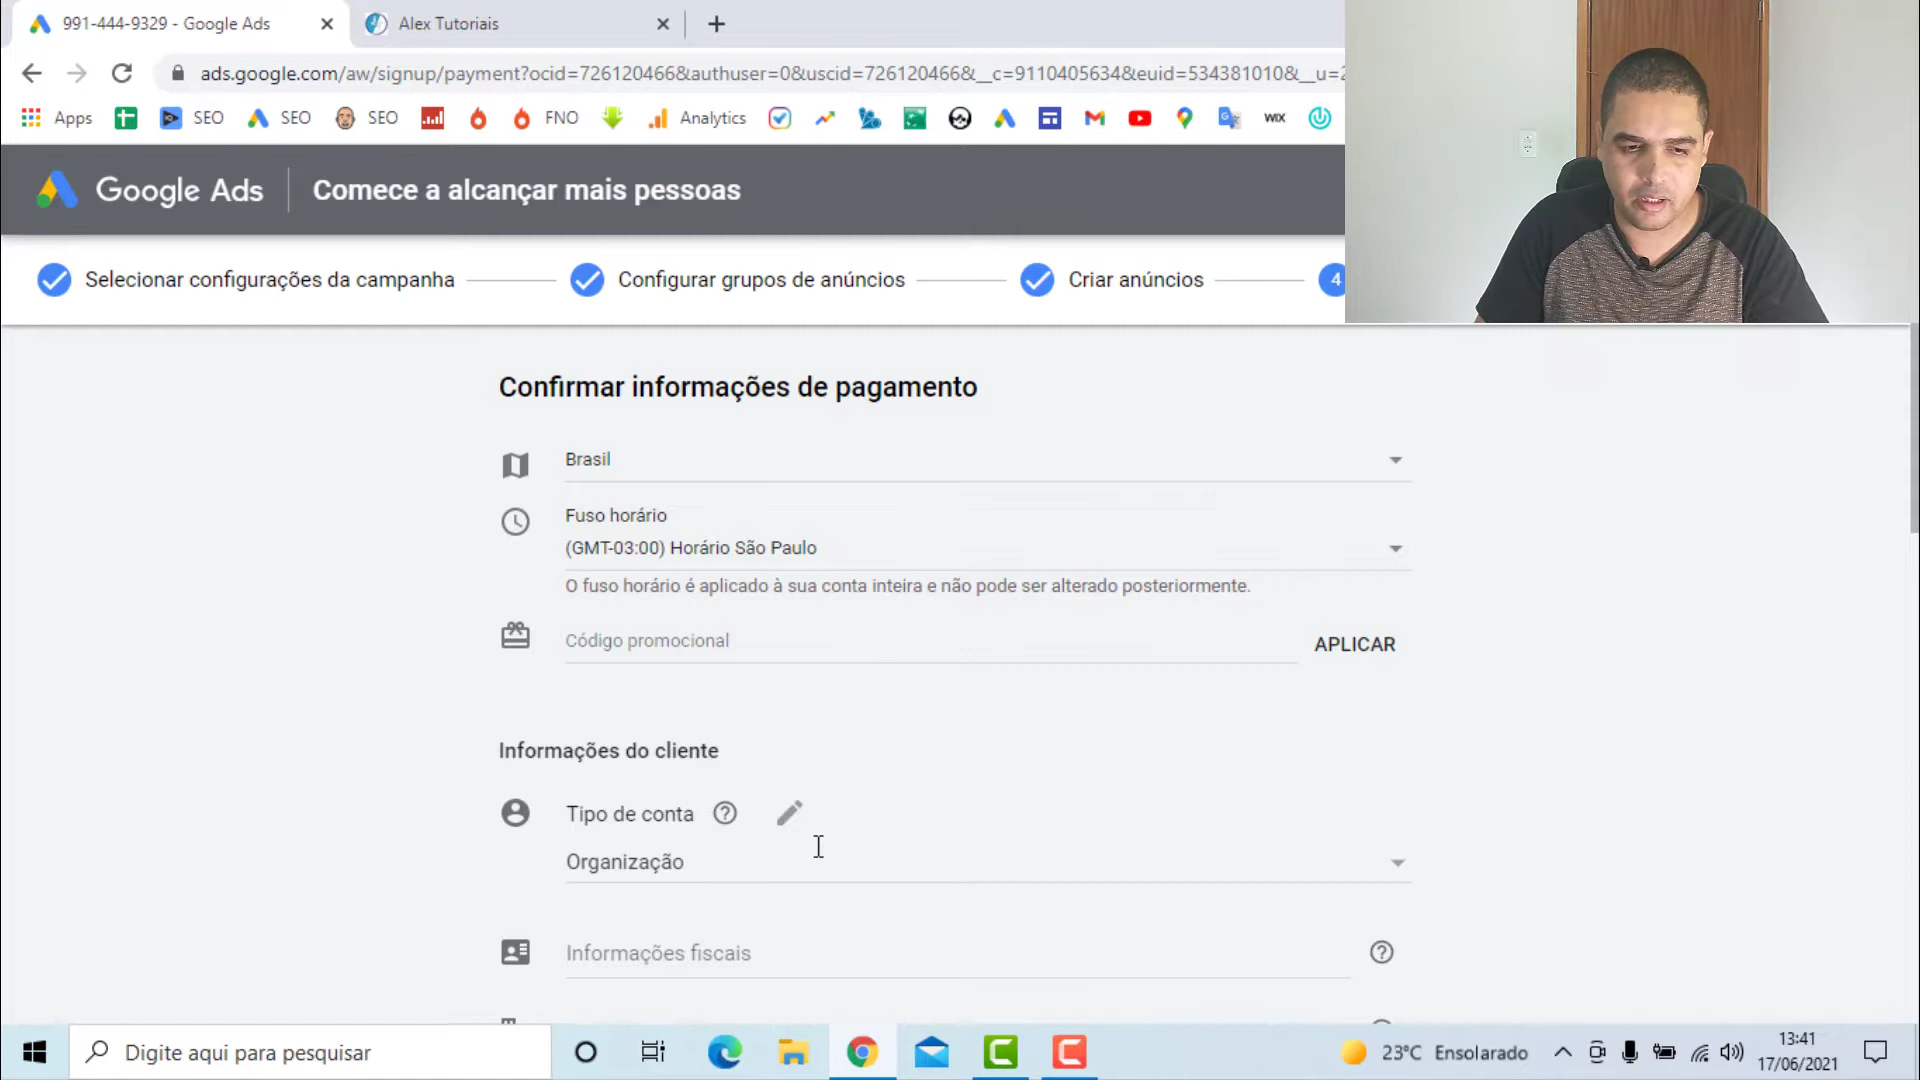 991-444-9329 - Google Ads
Alex Tutoriais
ads.google.com/aw/signup/payment?ocid=726120466&authuser=0&uscid=726120466&__c=9110405634&euid=534381010&__u=2
Apps
SEO
SEO
SEO
FNO
Analytics
WIX
Google Ads
Comece a alcançar mais pessoas
Selecionar configurações da campanha
Configurar grupos de anúncios
Criar anúncios
4
Confirmar informações de pagamento
Brasil
Fuso horário
(GMT-03:00) Horário São Paulo
O fuso horário é aplicado à sua conta inteira e não pode ser alterado posteriormente.
Código promocional
APLICAR
Informações do cliente
Tipo de conta
Organização
Informações fiscais
Digite aqui para pesquisar
23°C Ensolarado
13:41
17/06/2021